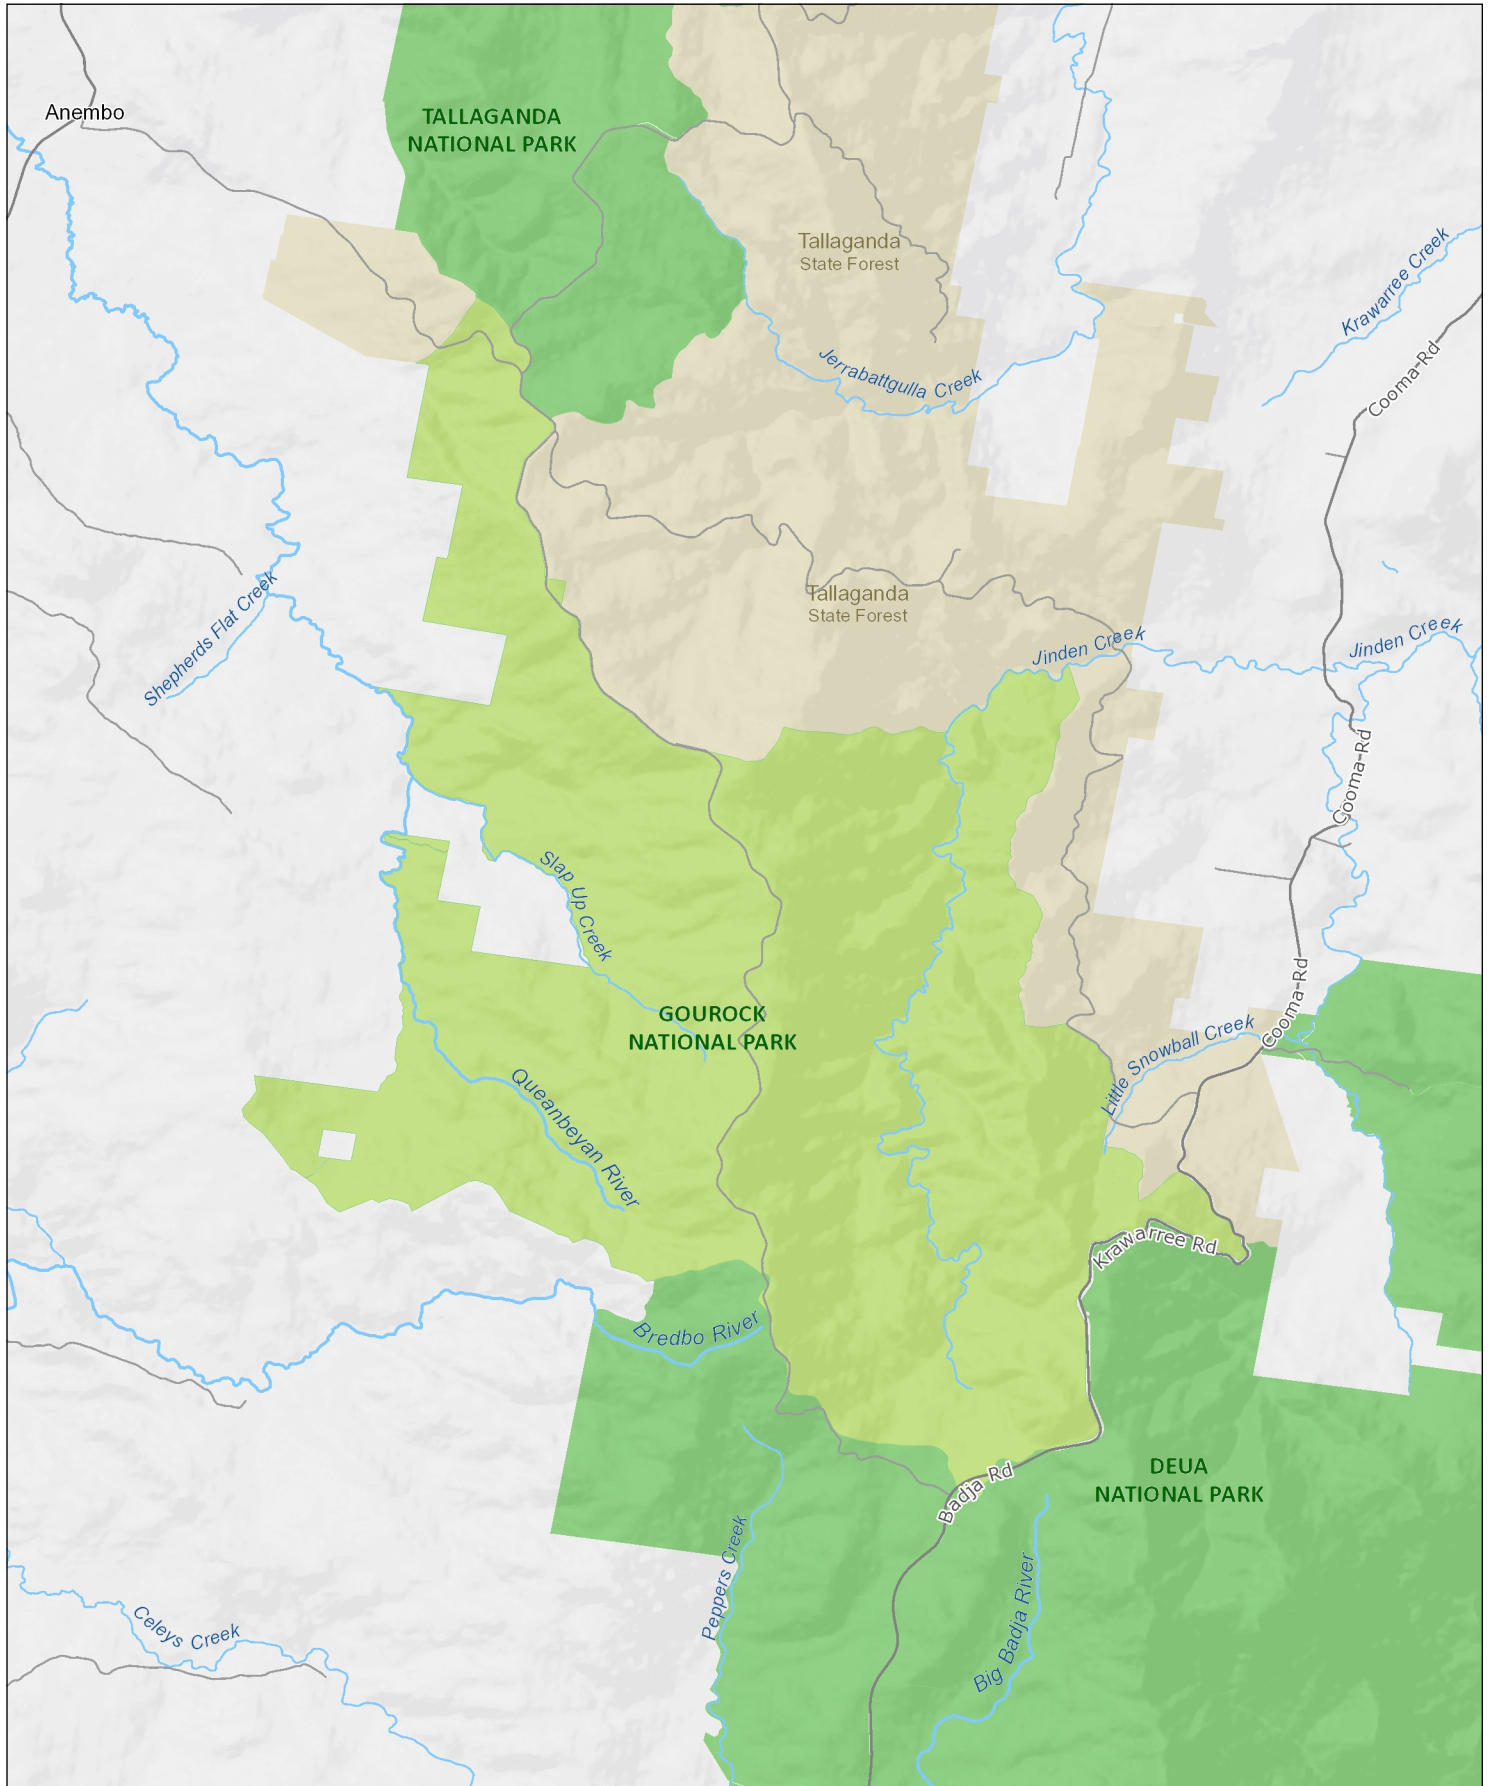 Anembo
TALLAGANDA
NATIONAL PARK
Tallaganda
State Forest
Krawarree Creek
Cooma-Rd
Jerrabattgulla Creek
Shepherds Flat Creek
Tallaganda
State Forest
Jinden Creek
Jinden Creek
Cooma-Rd
Slap Up Creek
Cooma-Rd
GOUROCK
NATIONAL PARK
Little Snowball Creek
Queanbeyan River
Krawarree Rd
Bredbo River
DEUA
NATIONAL PARK
Badja Rd
Peppers Creek
Big Badja River
Celeys Creek